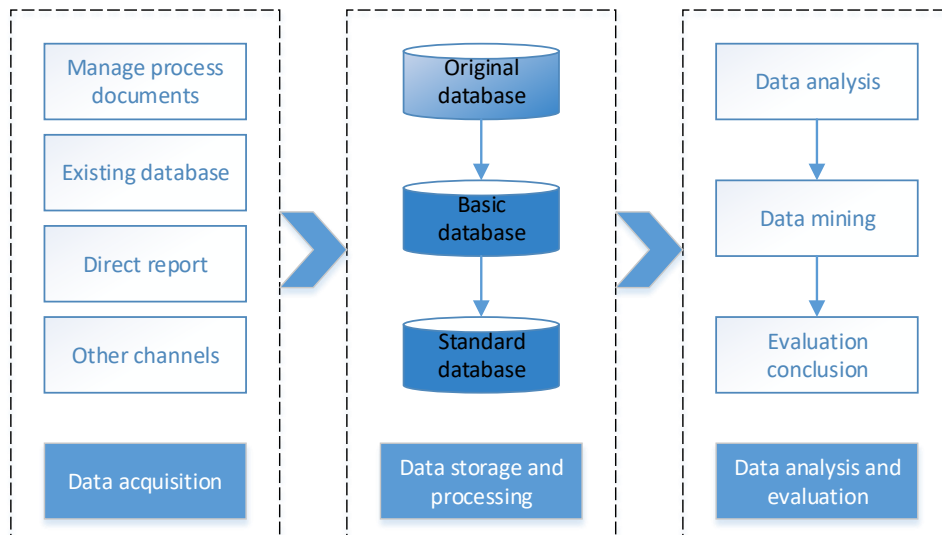 Manage process
documents
Existing database
Direct report
Other channels
Data acquisition
Original
database
Basic
database
Standard
database
Data storage and
processing
Data analysis
Data mining
Evaluation
conclusion
Data analysis and
evaluation